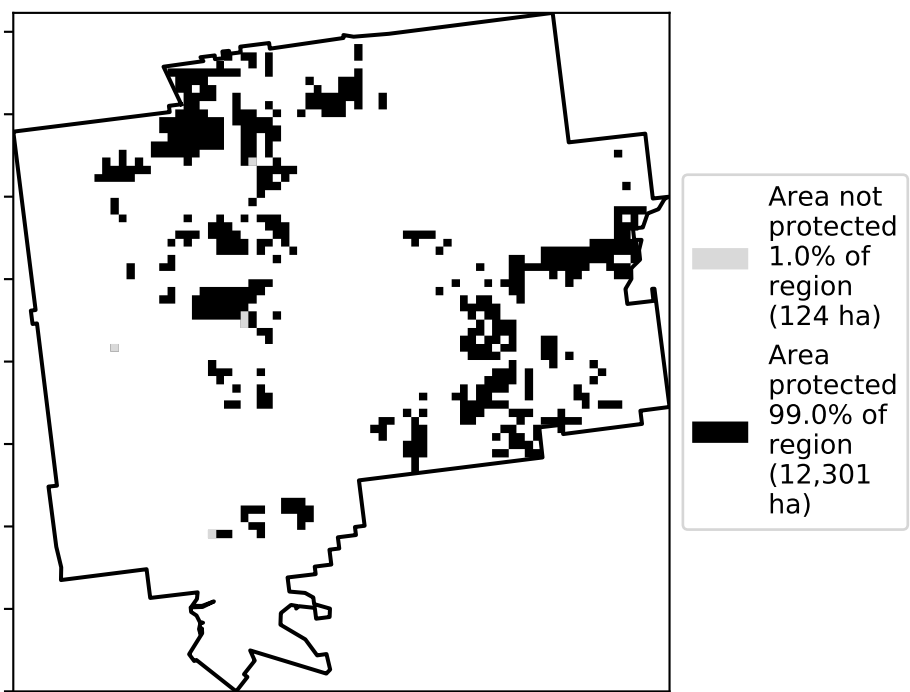 Area not
protected
1.0% of
region
(124 ha)
Area
protected
99.0% of
region
(12,301
ha)